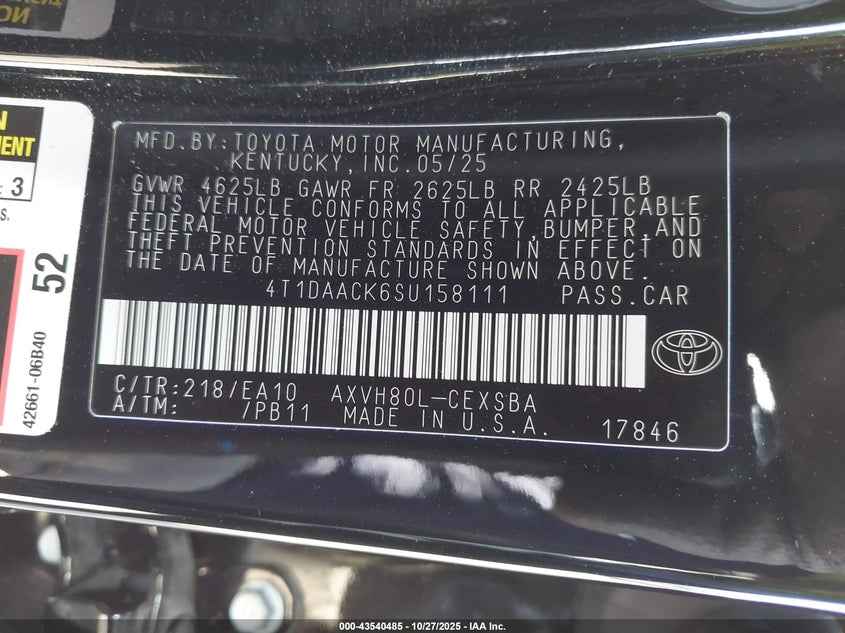 N
MENT
: 3
S.
52
42661-06B40
MFD.BY:TOYOTA MOTOR MANUFACTURING,
KENTUCKY,INC.05/25
GVWR 4625LB GAWR FR 2625LB RR 2425LB
THIS VEHICLE CONFORMS TO ALL APPLICABLE
FEDERAL MOTOR VEHICLE SAFETY,BUMPER,AND
THEFT PREVENTION STANDARDS IN EFFECT ON
THE DATE OF MANUFACTURE SHOWN ABOVE.
4T1DAACK6SU158111 PASS.CAR
C/TR:218/EA10 AXVH80L-CEXSBA
A/TM: /PB11 MADE IN U.S.A. 17846
000-43540485 - 10/27/2025 - IAA Inc.